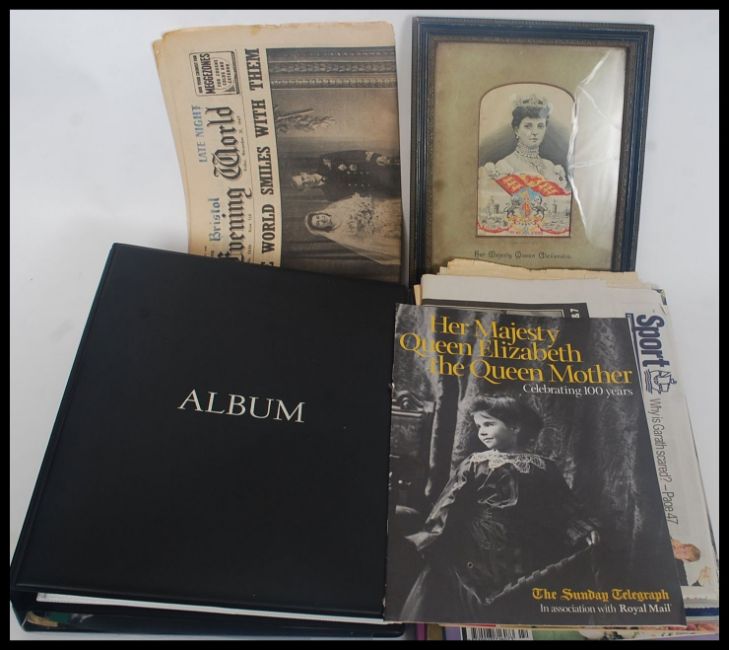 LATE NIGHT
MEGGEZONES
Bristol
Evening World
WORLD SMILES WITH THEM
Her Majesty Queen Alexandra
ALBUM
Her Majesty
Queen Elizabeth
the Queen Mother
Celebrating 100 years
The Sunday Telegraph
In association with Royal Mail
Sport
Why is Garath scared? – Page 47